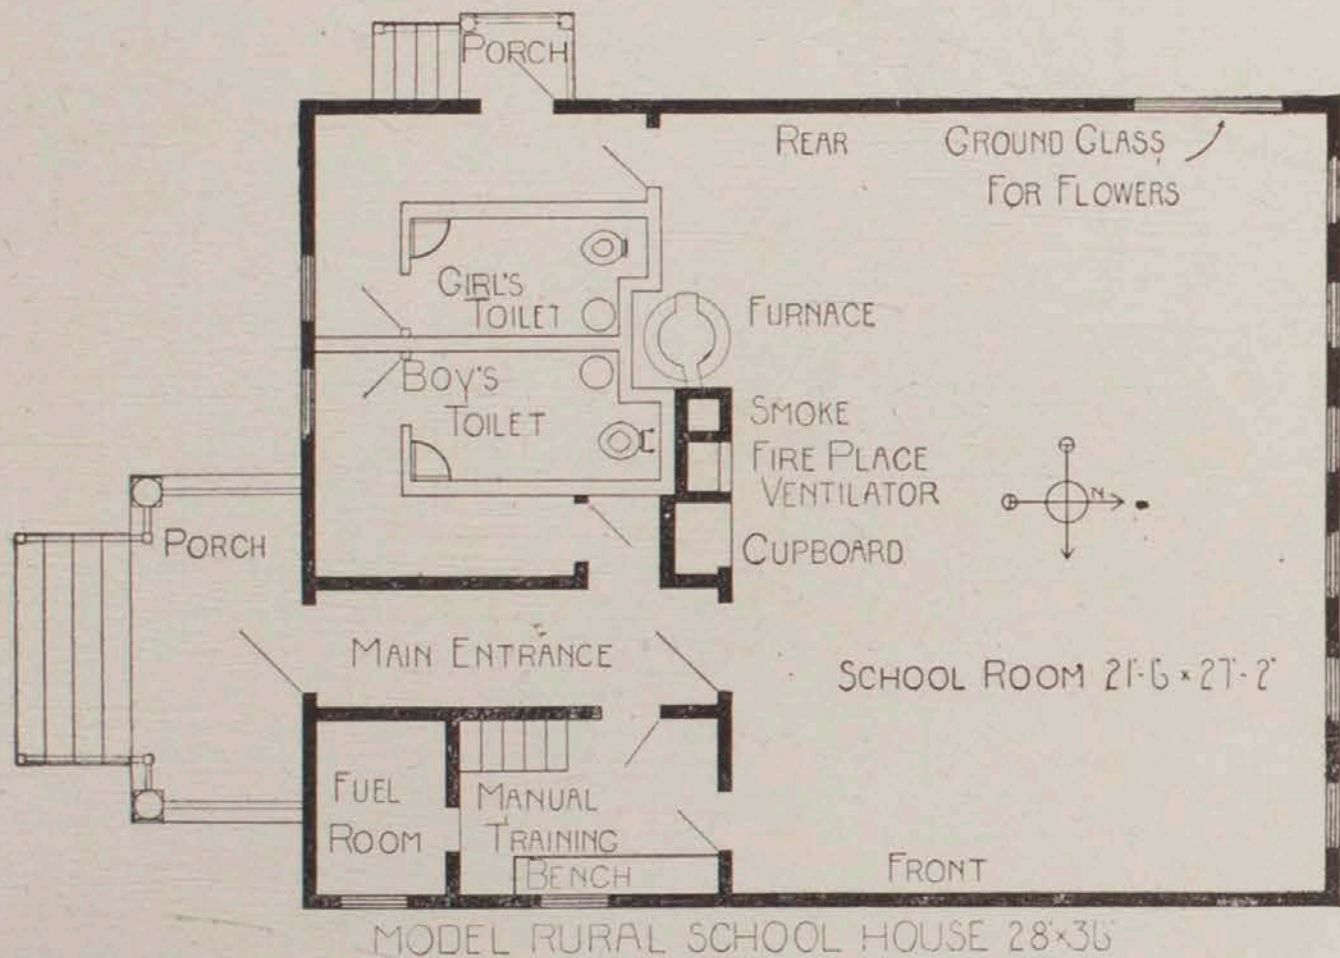 PORCH
REAR
GROUND GLASS
FOR FLOWERS
GIRL'S
TOILET
FURNACE
BOY'S
TOILET
SMOKE
FIRE PLACE
VENTILATOR
N
PORCH
CUPBOARD
MAIN ENTRANCE
SCHOOL ROOM 21'-6 × 27'-2"
FUEL
ROOM
MANUAL
TRAINING
BENCH
FRONT
MODEL RURAL SCHOOL HOUSE 28'×36'